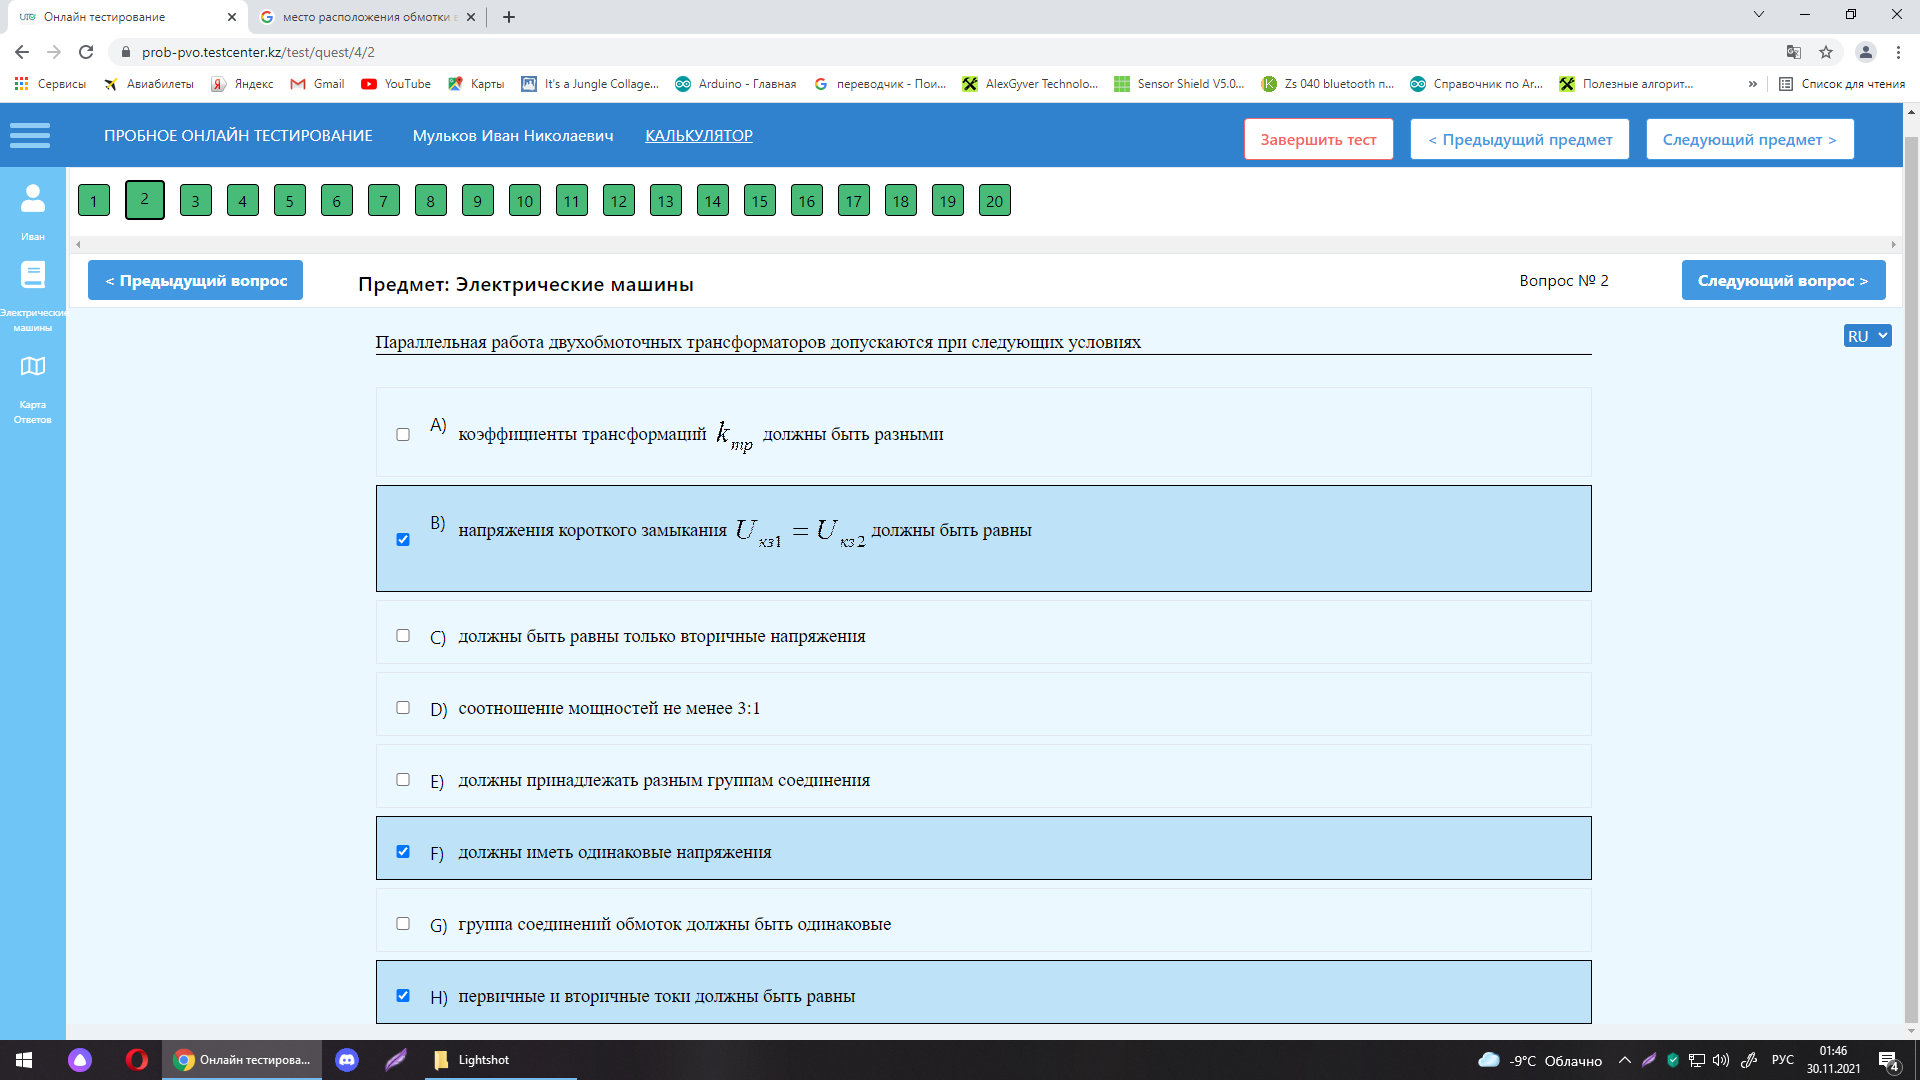 Онлайн тестирование
место расположения обмотки в
prob-pvo.testcenter.kz/test/quest/4/2
Сервисы Авиабилеты Яндекс Gmail YouTube Карты It's a Jungle Collage... Arduino - Главная переводчик - Пои... AlexGyver Technolo... Sensor Shield V5.0... Zs 040 bluetooth п... Справочник по Ar... Полезные алгорит... » Список для чтения
ПРОБНОЕ ОНЛАЙН ТЕСТИРОВАНИЕ Мульков Иван Николаевич КАЛЬКУЛЯТОР Завершить тест < Предыдущий предмет Следующий предмет >
1 2 3 4 5 6 7 8 9 10 11 12 13 14 15 16 17 18 19 20
Иван
Электрические
машины
Карта
Ответов
< Предыдущий вопрос Предмет: Электрические машины Вопрос № 2 Следующий вопрос >
RU
Параллельная работа двухобмоточных трансформаторов допускаются при следующих условиях
A) коэффициенты трансформаций k_тр должны быть разными
B) напряжения короткого замыкания U_кз1 = U_кз2 должны быть равны
C) должны быть равны только вторичные напряжения
D) соотношение мощностей не менее 3:1
E) должны принадлежать разным группам соединения
F) должны иметь одинаковые напряжения
G) группа соединений обмоток должны быть одинаковые
H) первичные и вторичные токи должны быть равны
Онлайн тестирова... Lightshot -9°C Облачно РУС 01:46
30.11.2021
4